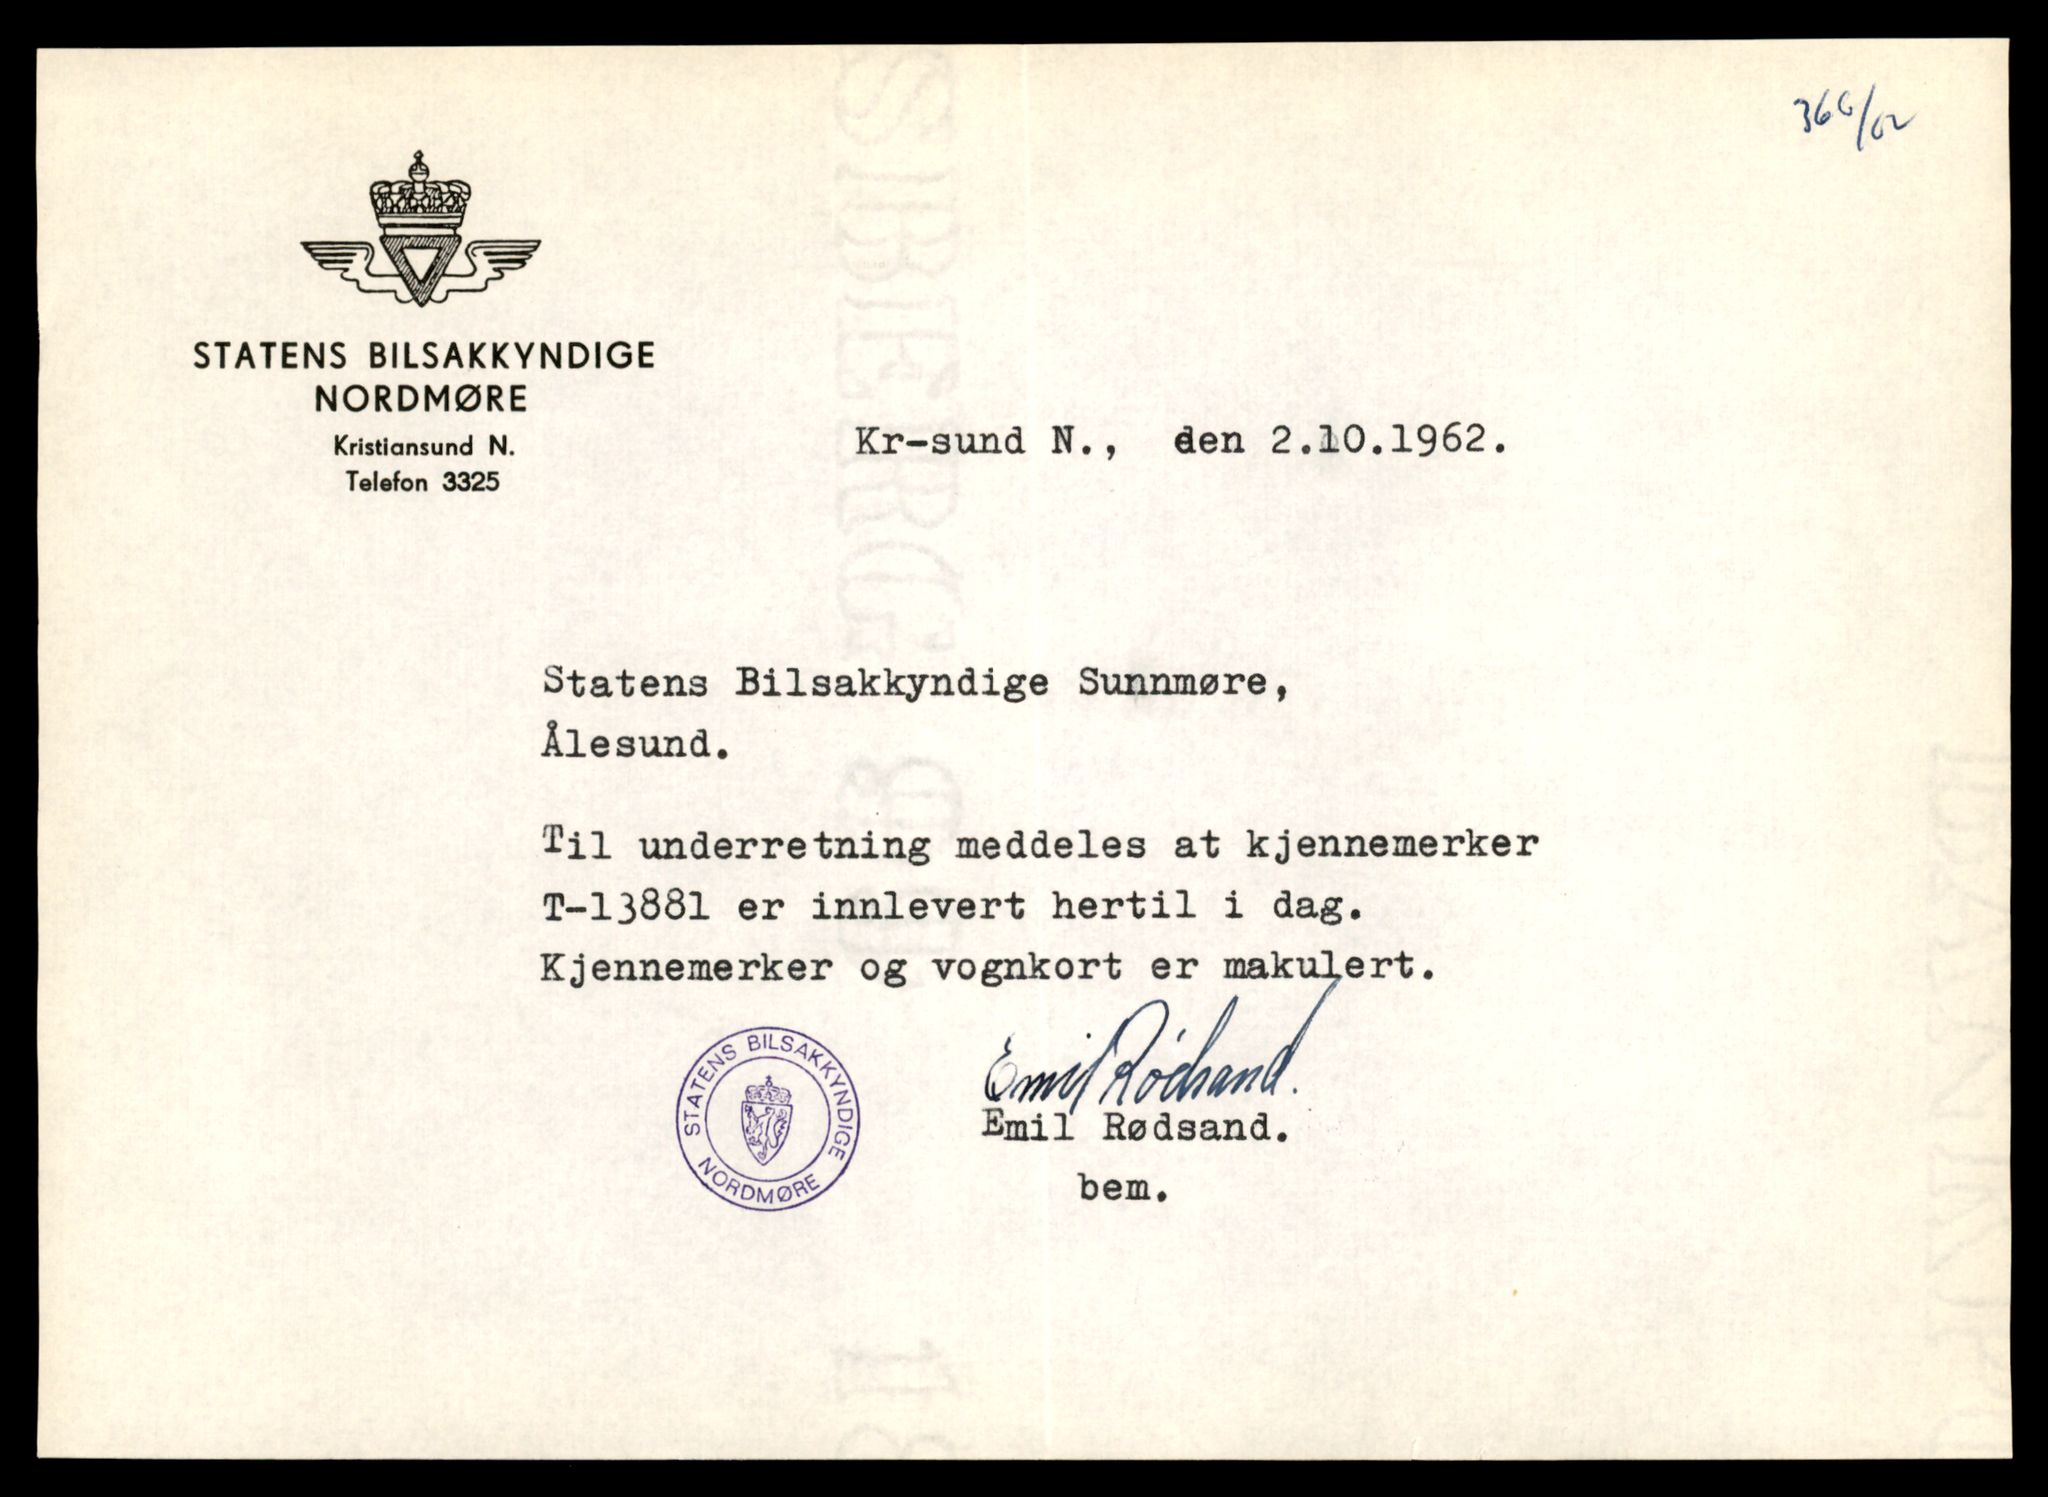 STATENS BILSAKKYNDIGE
NORDMØRE
Kristiansund N.
Telefon 3325
Kr-sund N., den 2.10.1962.
Statens Bilsakkyndige Sunnmøre,
Ålesund.
Til underretning meddeles at kjennemerker
T-13881 er innlevert hertil i dag.
Kjennemerker og vognkort er makulert.
STATENS BILSAKKYNDIGE
NORDMØRE
Emil Rødsand.
Emil Rødsand.
bem.